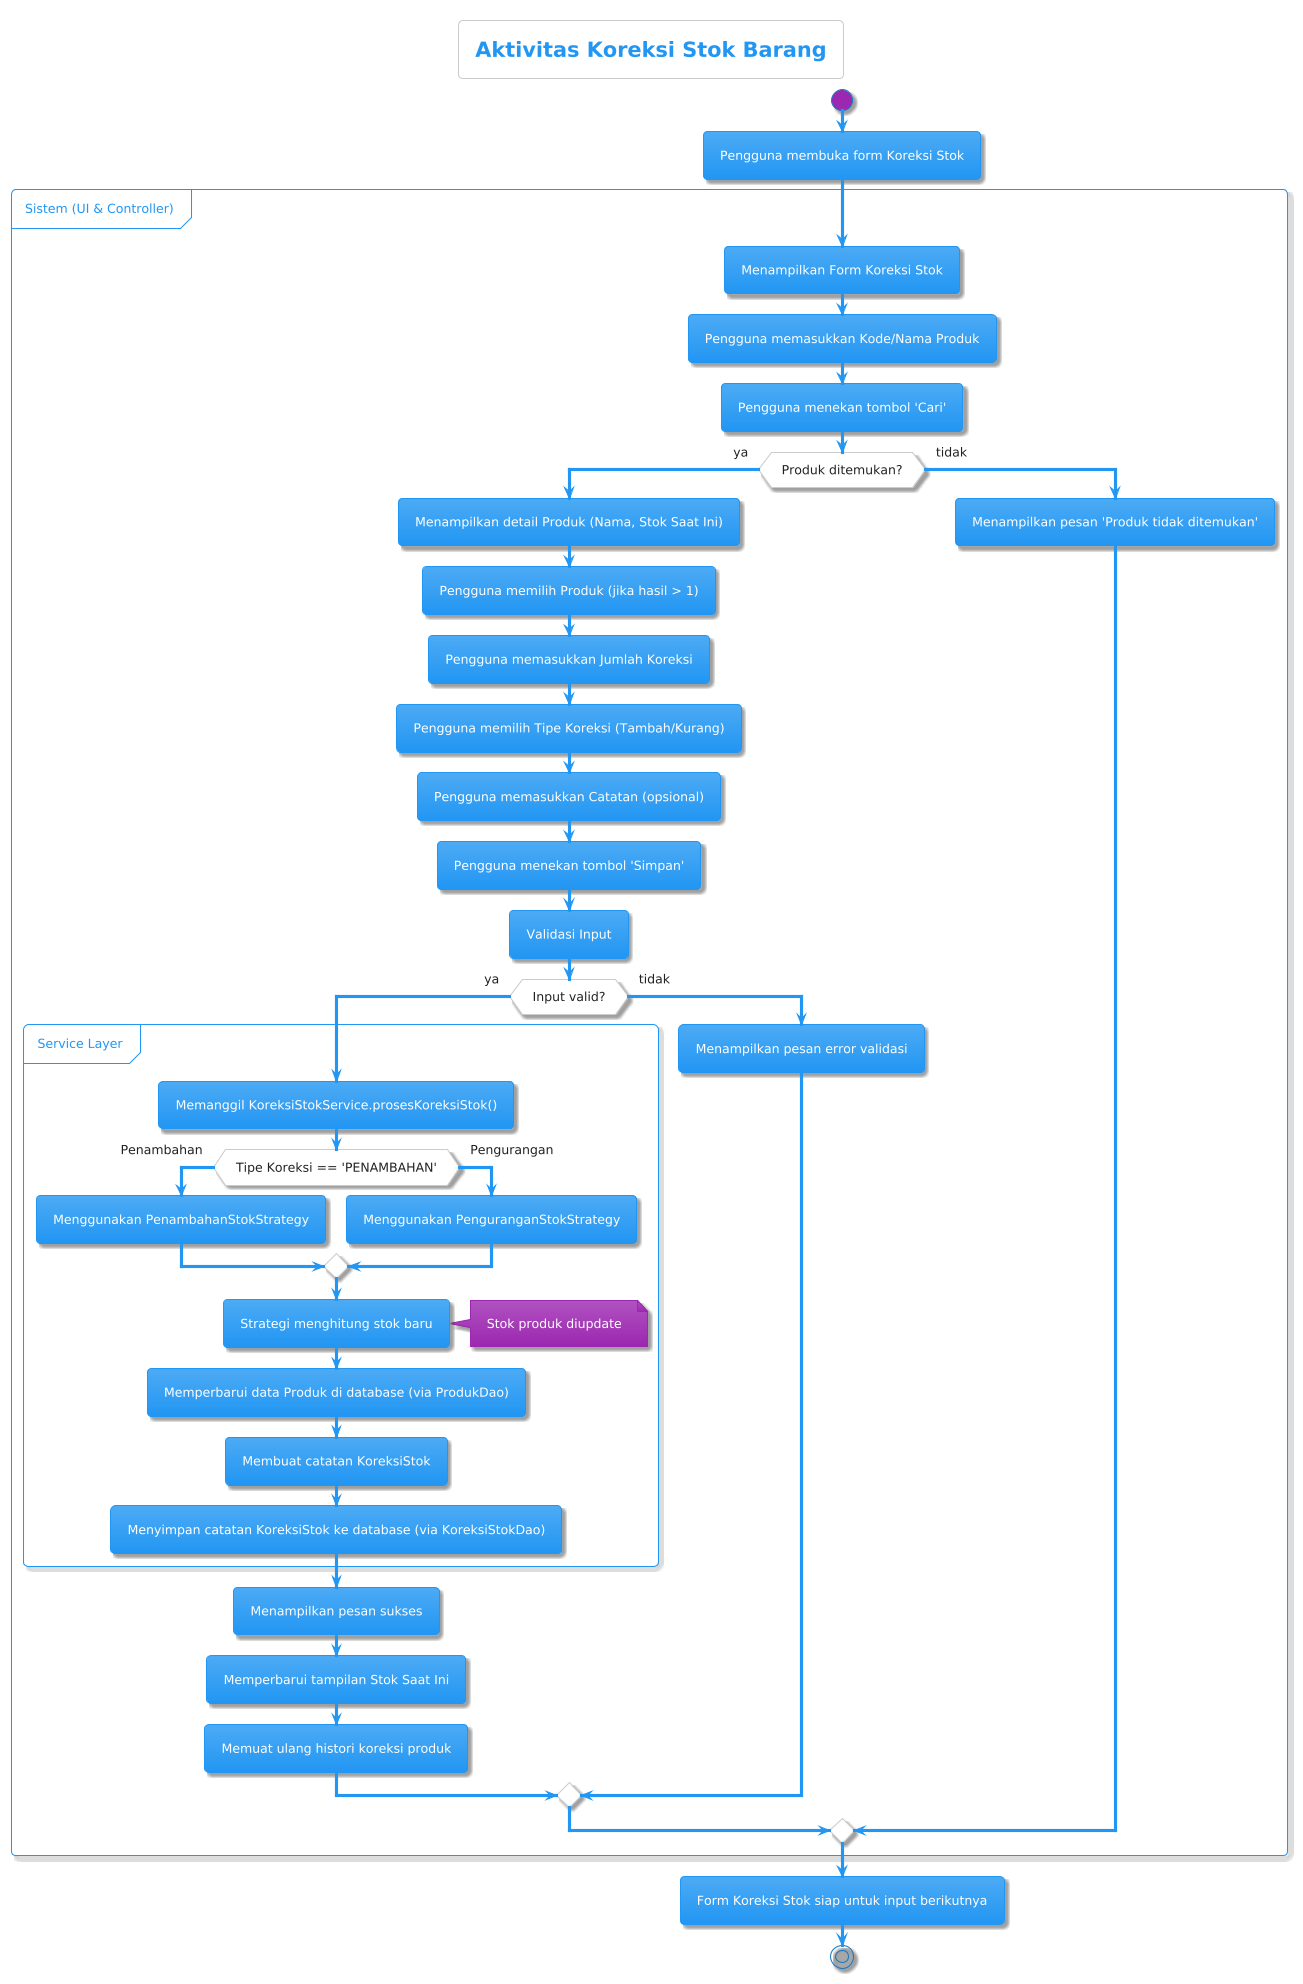 Aktivitas Koreksi Stok Barang
Pengguna membuka form Koreksi Stok
Sistem (UI & Controller)
Menampilkan Form Koreksi Stok
Pengguna memasukkan Kode/Nama Produk
Pengguna menekan tombol 'Cari'
ya
Produk ditemukan?
tidak
Menampilkan detail Produk (Nama, Stok Saat Ini)
Menampilkan pesan 'Produk tidak ditemukan'
Pengguna memilih Produk (jika hasil > 1)
Pengguna memasukkan Jumlah Koreksi
Pengguna memilih Tipe Koreksi (Tambah/Kurang)
Pengguna memasukkan Catatan (opsional)
Pengguna menekan tombol 'Simpan'
Validasi Input
ya
Input valid?
tidak
Service Layer
Menampilkan pesan error validasi
Memanggil KoreksiStokService.prosesKoreksiStok()
Penambahan
Tipe Koreksi == 'PENAMBAHAN'
Pengurangan
Menggunakan PenambahanStokStrategy
Menggunakan PenguranganStokStrategy
Strategi menghitung stok baru
Stok produk diupdate
Memperbarui data Produk di database (via ProdukDao)
Membuat catatan KoreksiStok
Menyimpan catatan KoreksiStok ke database (via KoreksiStokDao)
Menampilkan pesan sukses
Memperbarui tampilan Stok Saat Ini
Memuat ulang histori koreksi produk
Form Koreksi Stok siap untuk input berikutnya